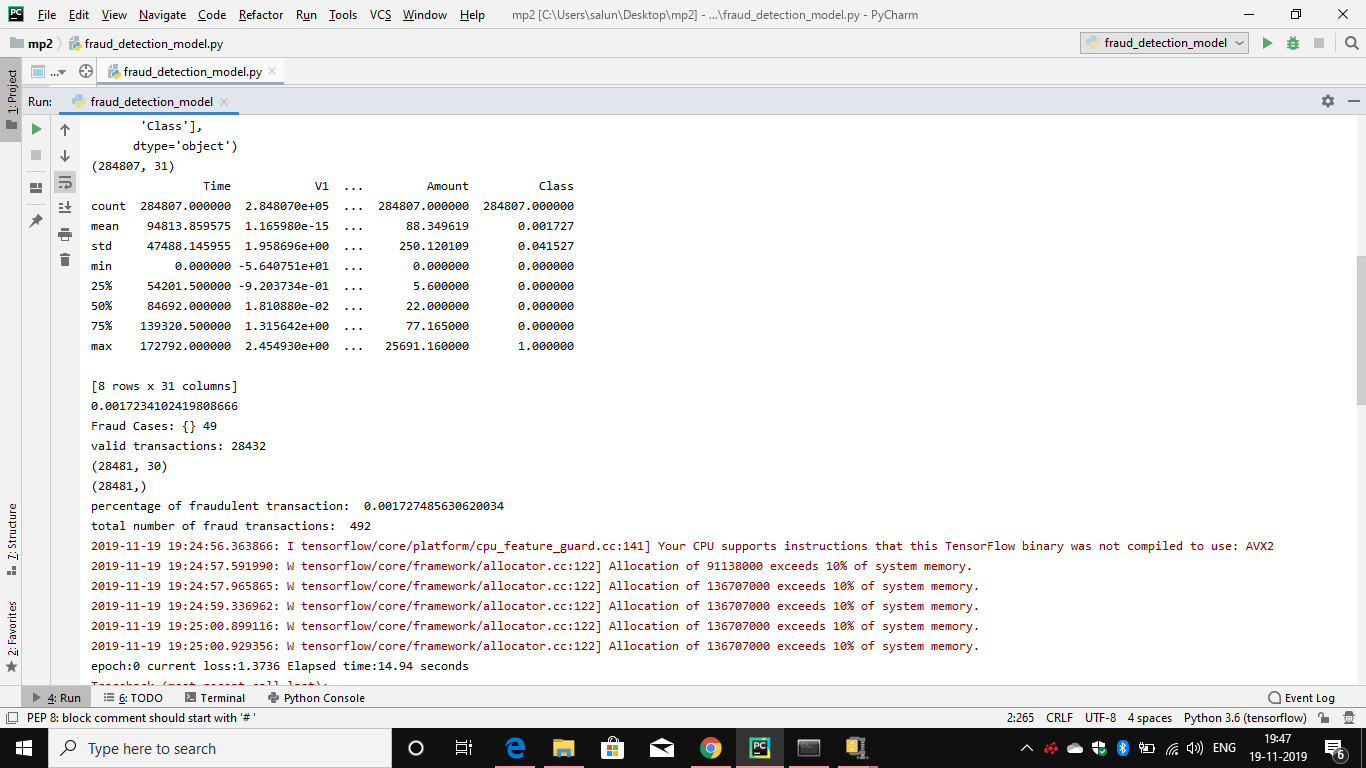 PC File Edit View Navigate Code Refactor Run Tools VCS Window Help mp2 [C:\Users\salun\Desktop\mp2] - ...\fraud_detection_model.py - PyCharm
mp2 fraud_detection_model.py fraud_detection_model
... fraud_detection_model.py
1: Project
Run: fraud_detection_model
'Class'],
dtype='object')
(284807, 31)
Time V1 ... Amount Class
count 284807.000000 2.848070e+05 ... 284807.000000 284807.000000
mean 94813.859575 1.165980e-15 ... 88.349619 0.001727
std 47488.145955 1.958696e+00 ... 250.120109 0.041527
min 0.000000 -5.640751e+01 ... 0.000000 0.000000
25% 54201.500000 -9.203734e-01 ... 5.600000 0.000000
50% 84692.000000 1.810880e-02 ... 22.000000 0.000000
75% 139320.500000 1.315642e+00 ... 77.165000 0.000000
max 172792.000000 2.454930e+00 ... 25691.160000 1.000000
[8 rows x 31 columns]
0.0017234102419808666
Fraud Cases: {} 49
valid transactions: 28432
(28481, 30)
(28481,)
percentage of fraudulent transaction:  0.001727485630620034
total number of fraud transactions:  492
2019-11-19 19:24:56.363866: I tensorflow/core/platform/cpu_feature_guard.cc:141] Your CPU supports instructions that this TensorFlow binary was not compiled to use: AVX2
2019-11-19 19:24:57.591990: W tensorflow/core/framework/allocator.cc:122] Allocation of 91138000 exceeds 10% of system memory.
2019-11-19 19:24:57.965865: W tensorflow/core/framework/allocator.cc:122] Allocation of 136707000 exceeds 10% of system memory.
2019-11-19 19:24:59.336962: W tensorflow/core/framework/allocator.cc:122] Allocation of 136707000 exceeds 10% of system memory.
2019-11-19 19:25:00.899116: W tensorflow/core/framework/allocator.cc:122] Allocation of 136707000 exceeds 10% of system memory.
2019-11-19 19:25:00.929356: W tensorflow/core/framework/allocator.cc:122] Allocation of 136707000 exceeds 10% of system memory.
epoch:0 current loss:1.3736 Elapsed time:14.94 seconds
Traceback (most recent call last):
7: Structure
2: Favorites
4: Run 6: TODO Terminal Python Console Event Log
PEP 8: block comment should start with '# ' 2:265 CRLF UTF-8 4 spaces Python 3.6 (tensorflow)
Type here to search PC ENG 19:47
19-11-2019 6